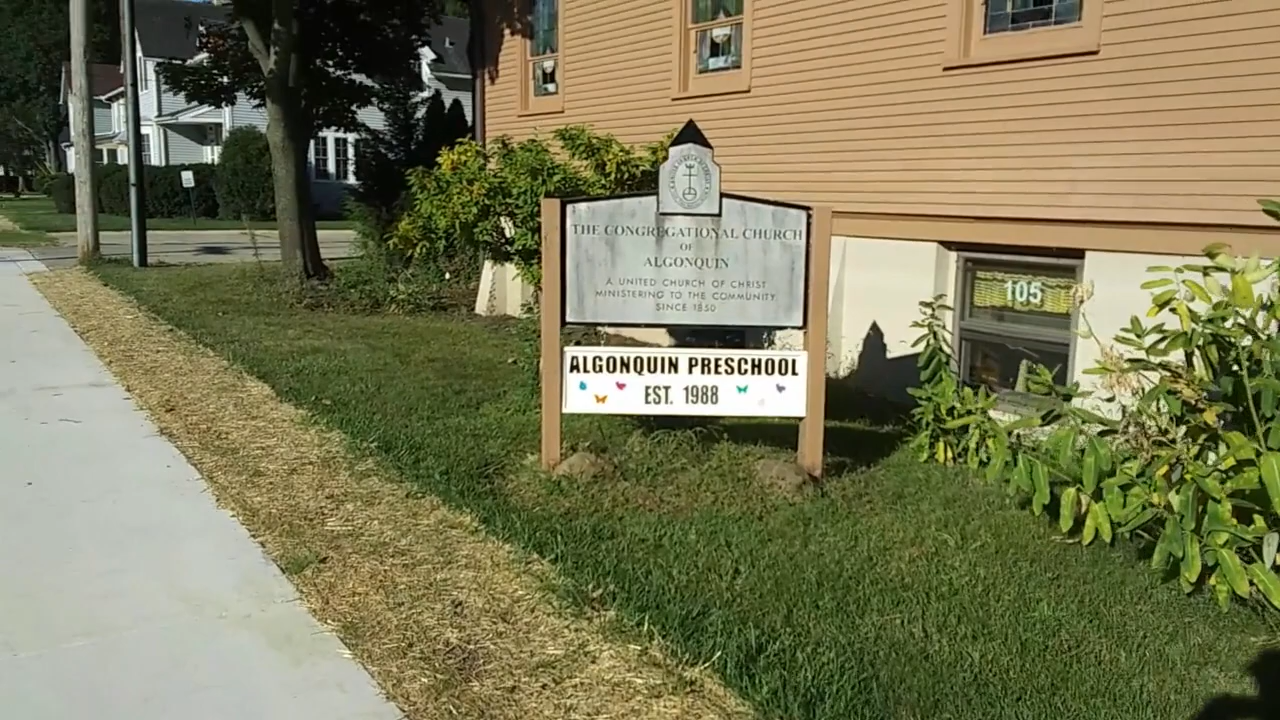 THE CONGREGATIONAL CHURCH
OF
ALGONQUIN
A UNITED CHURCH OF CHRIST
MINISTERING TO THE COMMUNITY
SINCE 1850
ALGONQUIN PRESCHOOL
EST. 1988
105